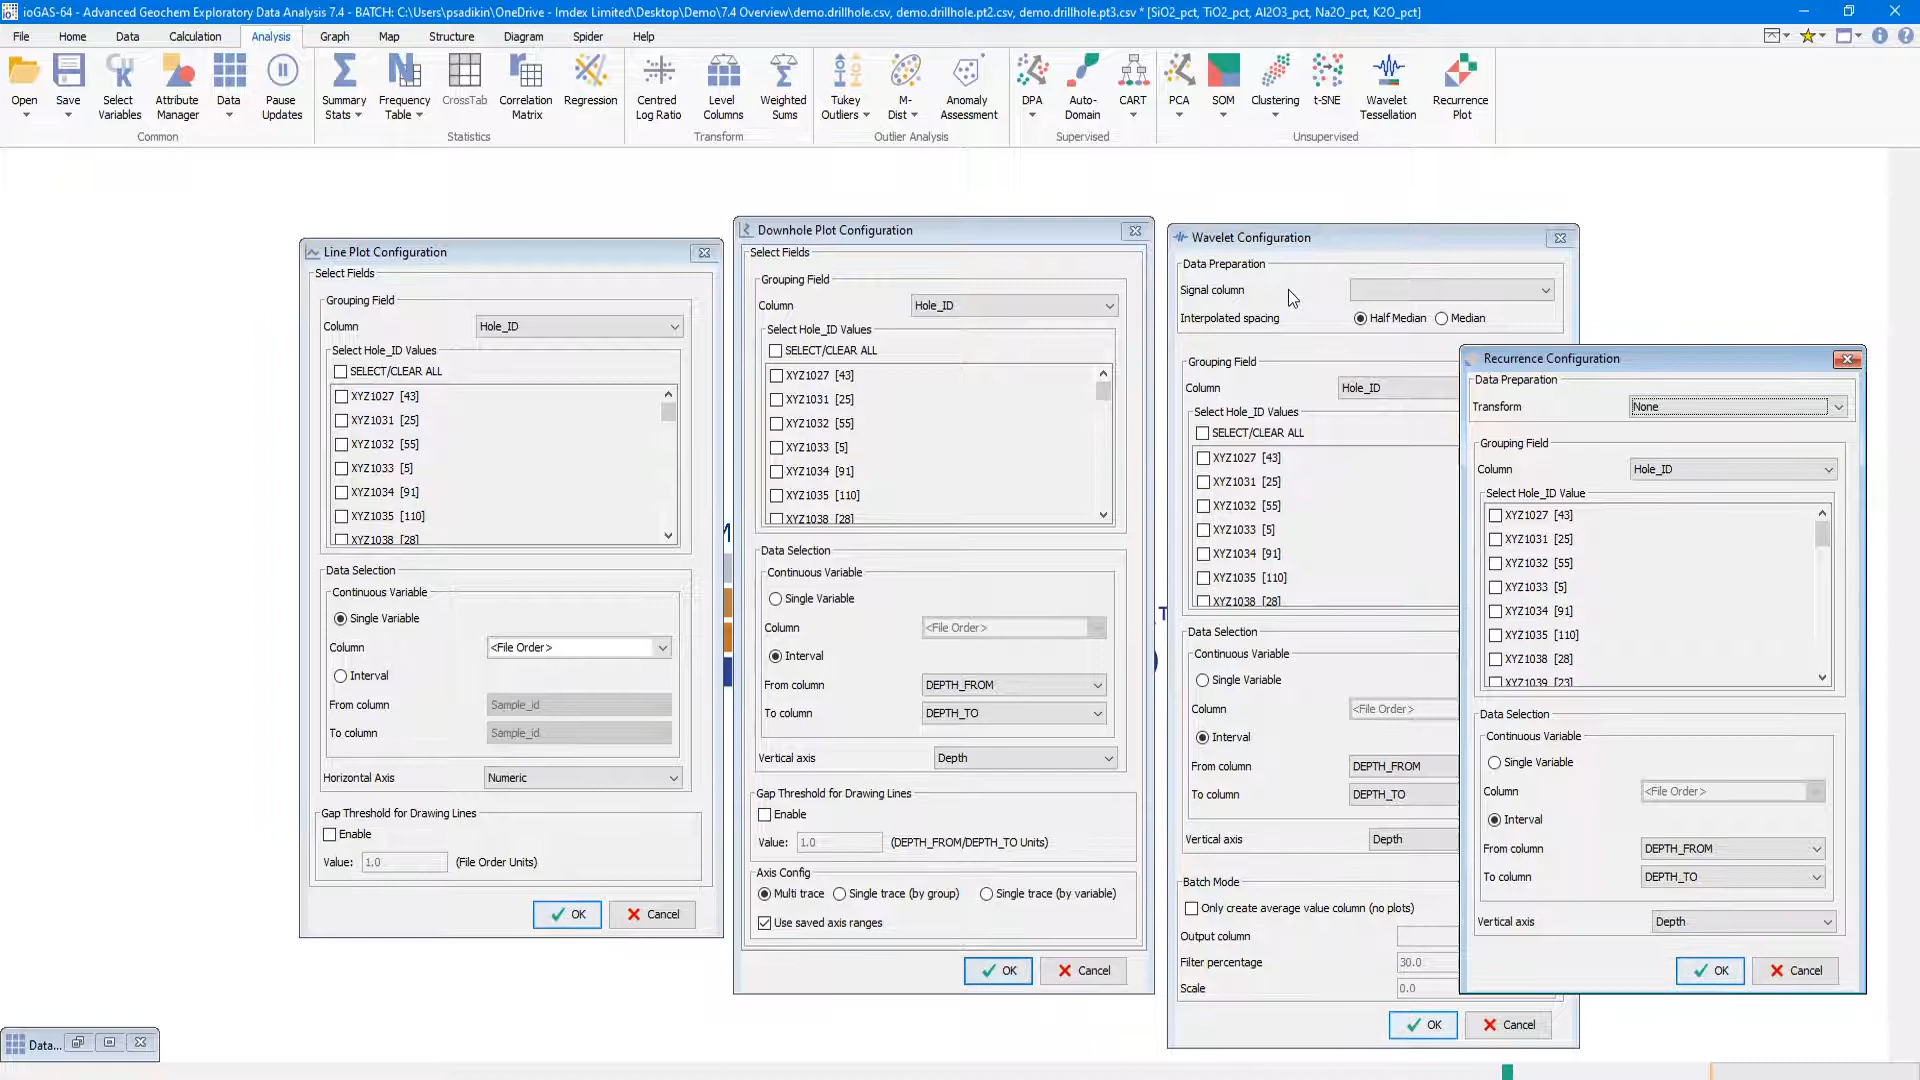 ioGAS-64 - Advanced Geochem Exploratory Data Analysis 7.4 - BATCH: C:\Users\psadikin\OneDrive - Imdex Limited\Desktop\Demo\7.4 Overview\demo.drillhole.csv, demo.drillhole.pt2.csv, demo.drillhole.pt3.csv * [SiO2_pct, TiO2_pct, Al2O3_pct, Na2O_pct, K2O_pct]
File Home Data Calculation Analysis Graph Map Structure Diagram Spider Help
Open Save Select Variables Attribute Manager Data Pause Updates Summary Stats Frequency Table CrossTab Correlation Matrix Regression Centred Log Ratio Level Columns Weighted Sums Tukey Outliers M-Dist Anomaly Assessment DPA Auto-Domain CART PCA SOM Clustering t-SNE Wavelet Tessellation Recurrence Plot
Common Statistics Transform Outlier Analysis Supervised Unsupervised
Line Plot Configuration
Select Fields
Grouping Field
Column Hole_ID
Select Hole_ID Values
SELECT/CLEAR ALL
XYZ1027 [43]
XYZ1031 [25]
XYZ1032 [55]
XYZ1033 [5]
XYZ1034 [91]
XYZ1035 [110]
XYZ1038 [28]
Data Selection
Continuous Variable
Single Variable
Column <File Order>
Interval
From column Sample_id
To column Sample_id
Horizontal Axis Numeric
Gap Threshold for Drawing Lines
Enable
Value: 1.0 (File Order Units)
OK Cancel
Downhole Plot Configuration
Select Fields
Grouping Field
Column Hole_ID
Select Hole_ID Values
SELECT/CLEAR ALL
XYZ1027 [43]
XYZ1031 [25]
XYZ1032 [55]
XYZ1033 [5]
XYZ1034 [91]
XYZ1035 [110]
XYZ1038 [28]
Data Selection
Continuous Variable
Single Variable
Column <File Order>
Interval
From column DEPTH_FROM
To column DEPTH_TO
Vertical axis Depth
Gap Threshold for Drawing Lines
Enable
Value: 1.0 (DEPTH_FROM/DEPTH_TO Units)
Axis Config
Multi trace Single trace (by group) Single trace (by variable)
Use saved axis ranges
OK Cancel
Wavelet Configuration
Data Preparation
Signal column
Interpolated spacing Half Median Median
Grouping Field
Column Hole_ID
Select Hole_ID Values
SELECT/CLEAR ALL
XYZ1027 [43]
XYZ1031 [25]
XYZ1032 [55]
XYZ1033 [5]
XYZ1034 [91]
XYZ1035 [110]
XYZ1038 [28]
Data Selection
Continuous Variable
Single Variable
Column <File Order>
Interval
From column DEPTH_FROM
To column DEPTH_TO
Vertical axis Depth
Batch Mode
Only create average value column (no plots)
Output column
Filter percentage 30.0
Scale 0.0
OK Cancel
Recurrence Configuration
Data Preparation
Transform None
Grouping Field
Column Hole_ID
Select Hole_ID Value
XYZ1027 [43]
XYZ1031 [25]
XYZ1032 [55]
XYZ1033 [5]
XYZ1034 [91]
XYZ1035 [110]
XYZ1038 [28]
XYZ1039 [23]
Data Selection
Continuous Variable
Single Variable
Column <File Order>
Interval
From column DEPTH_FROM
To column DEPTH_TO
Vertical axis Depth
OK Cancel
Data...